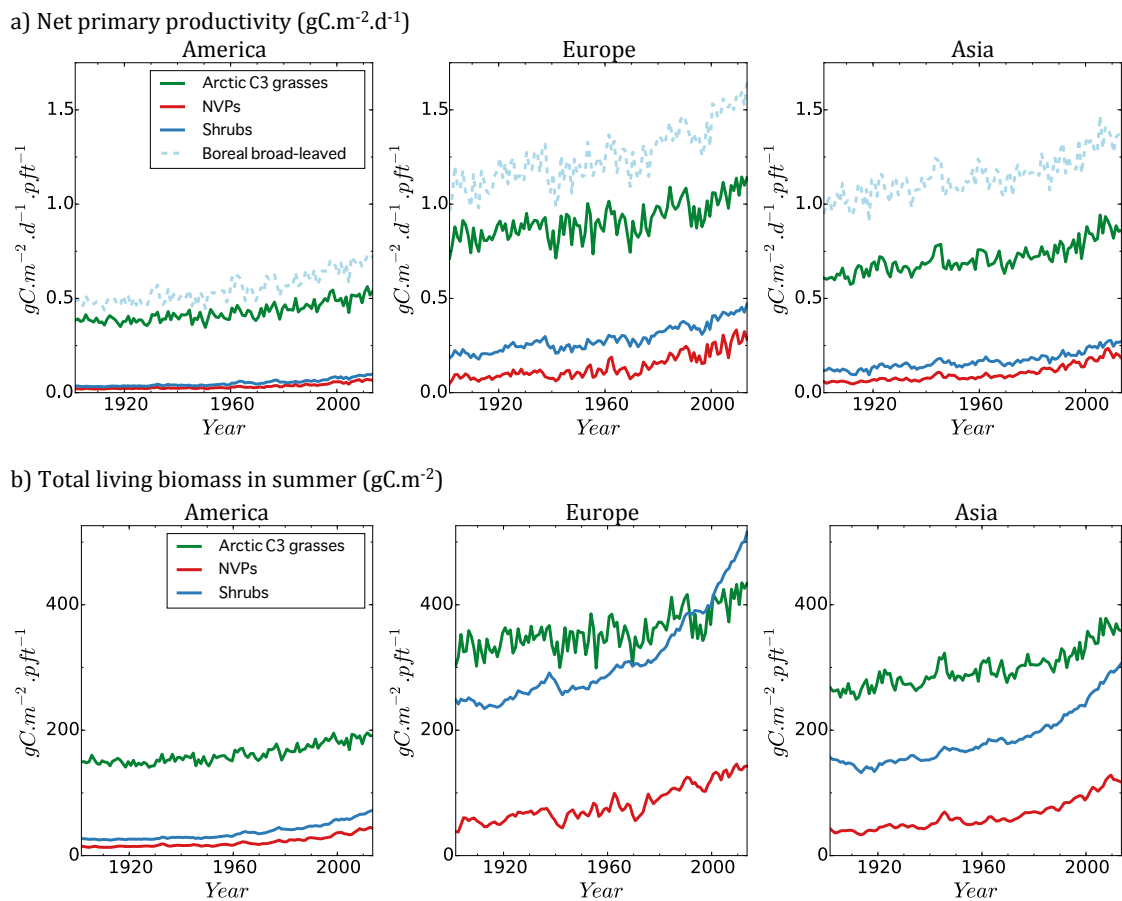 a) Net primary productivity (gC.m-2.d-1)
America
Europe
Asia
Arctic C3 grasses
NVPs
Shrubs
Boreal broad-leaved
gC.m−2.d−1.pft−1
1.5
1.0
0.5
0.0
1920 1960 2000
Year
gC.m−2.d−1.pft−1
1.5
1.0
0.5
0.0
1920 1960 2000
Year
gC.m−2.d−1.pft−1
1.5
1.0
0.5
0.0
1920 1960 2000
Year
b) Total living biomass in summer (gC.m-2)
America
Europe
Asia
Arctic C3 grasses
NVPs
Shrubs
gC.m−2.pft−1
400
200
0
1920 1960 2000
Year
gC.m−2.pft−1
400
200
0
1920 1960 2000
Year
gC.m−2.pft−1
400
200
0
1920 1960 2000
Year